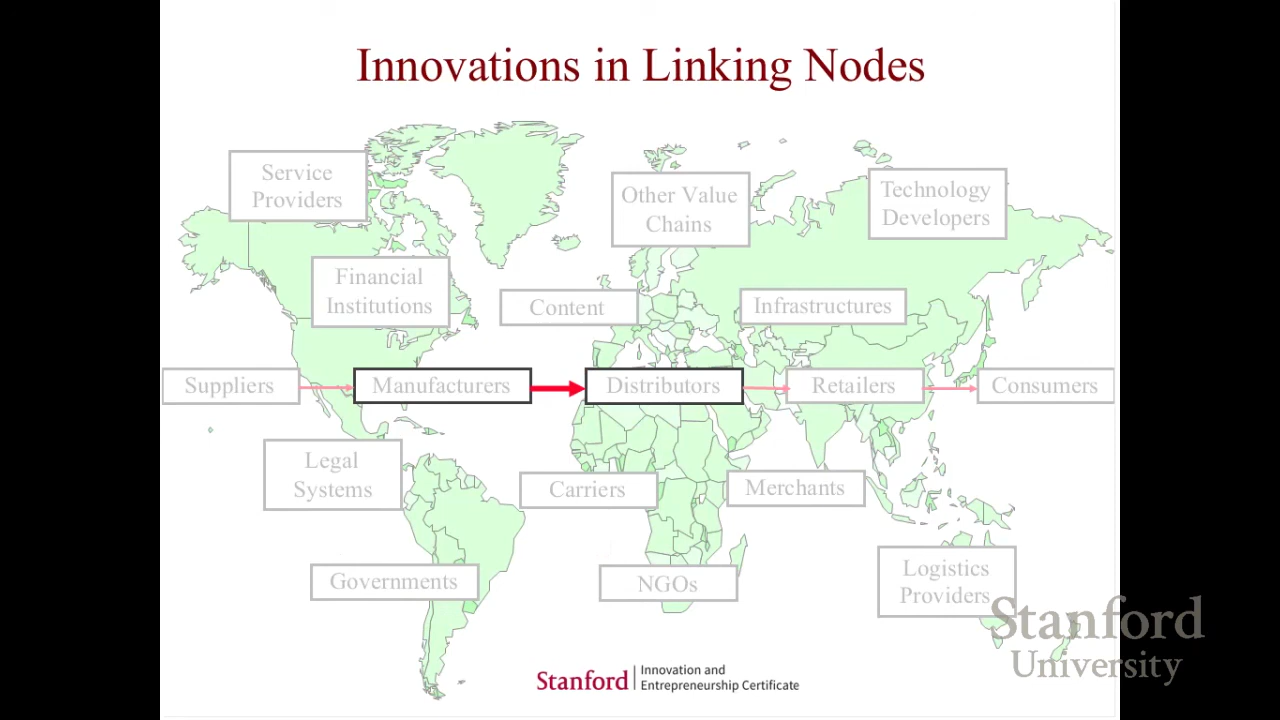 Innovations in Linking Nodes
Service
Providers
Other Value
Chains
Technology
Developers
Financial
Institutions
Content
Infrastructures
Suppliers
Manufacturers
Distributors
Retailers
Consumers
Legal
Systems
Carriers
Merchants
Governments
NGOs
Logistics
Providers
Stanford
University
Stanford
Innovation and
Entrepreneurship Certificate